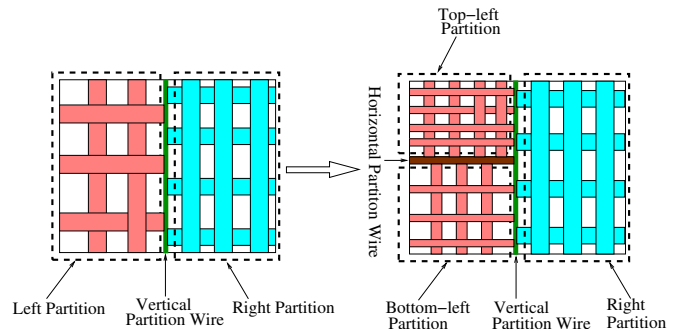 Top-left
Partition
Horizontal Partiton Wire
Left Partition
Vertical
Partition Wire
Right Partition
Bottom-left
Partition
Vertical
Partition Wire
Right
Partition